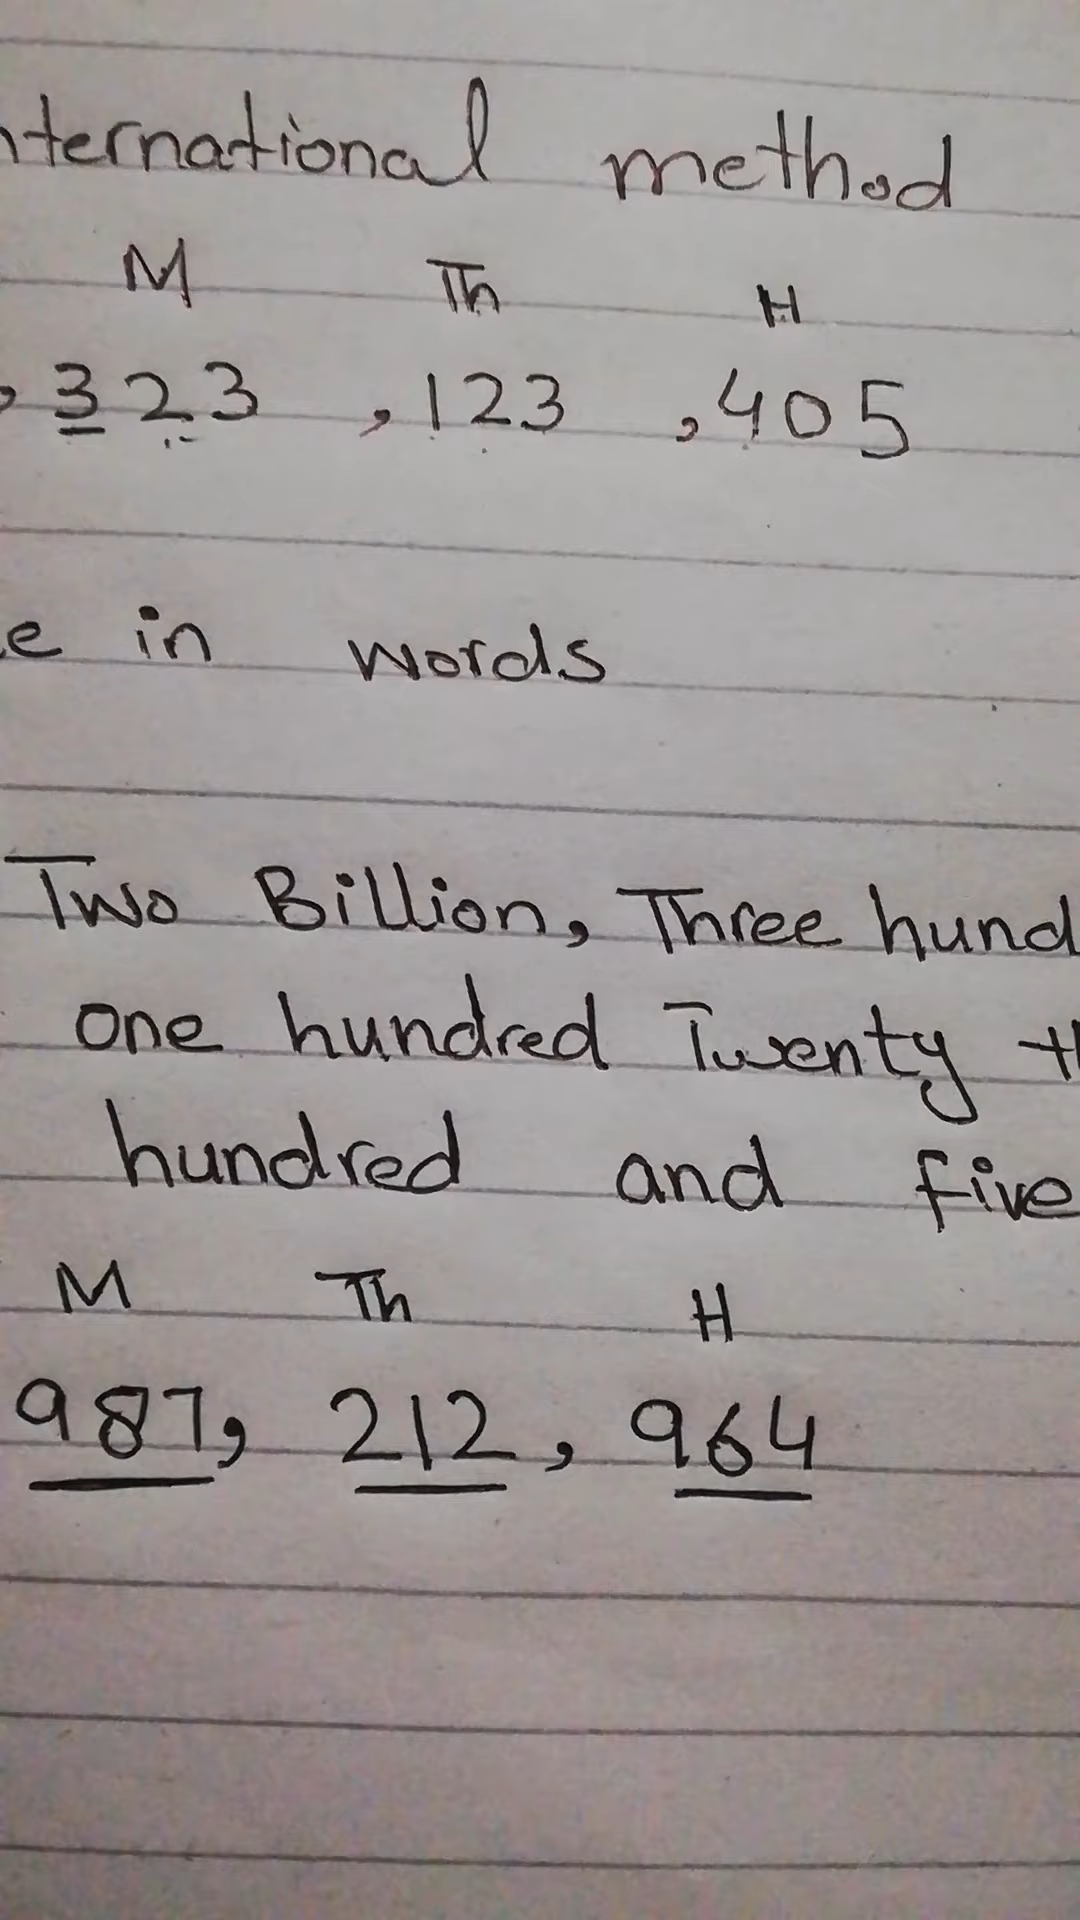 nternational method
M Th H
, 323 , 123 , 405
e in words
Two Billion, Three hund
one hundred Twenty th
hundred and five
M Th H
987, 212, 964